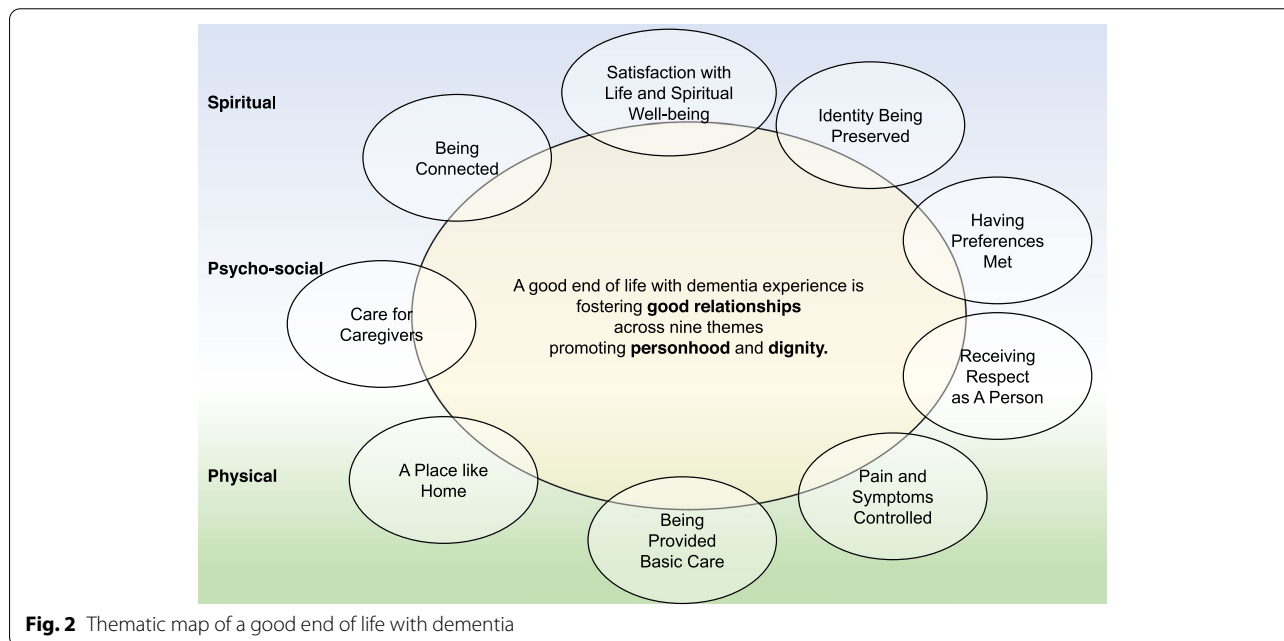 Spiritual
Satisfaction with
Life and Spiritual
Well-being
Identity Being
Preserved
Being
Connected
Having
Preferences
Met
Psycho-social
Care for
Caregivers
A good end of life with dementia experience is
fostering good relationships
across nine themes
promoting personhood and dignity.
Receiving
Respect
as A Person
Physical
A Place like
Home
Pain and
Symptoms
Controlled
Being
Provided
Basic Care
Fig. 2 Thematic map of a good end of life with dementia